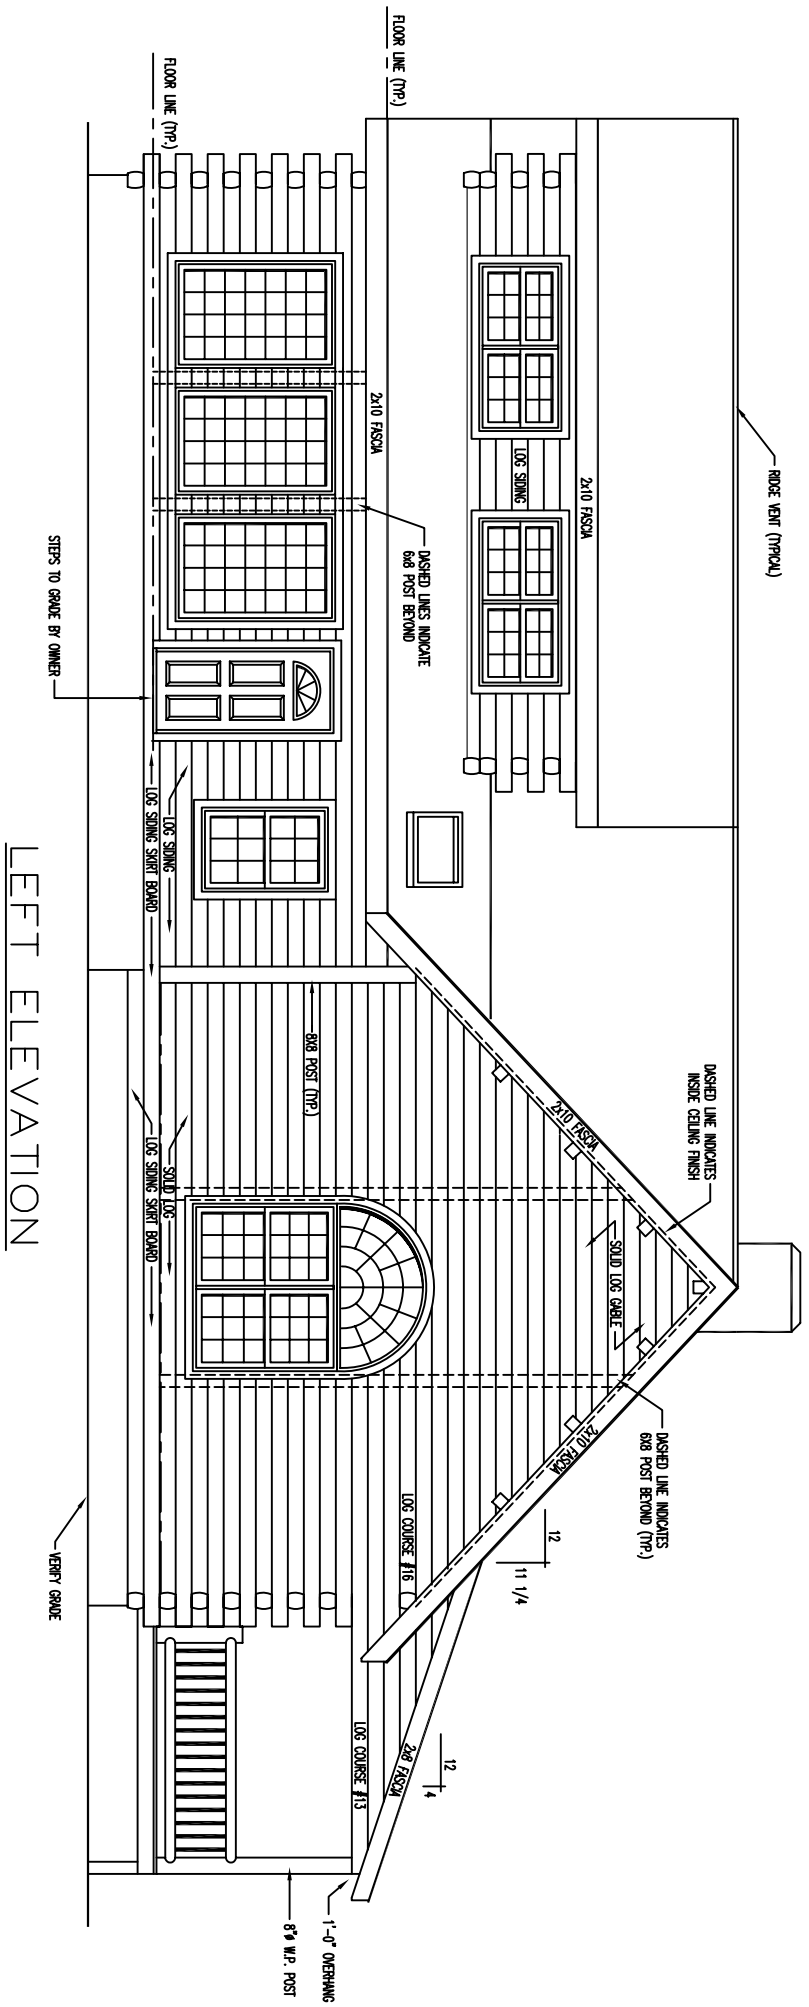 RIDGE VENT (TYPICAL)
2x10 FASCIA
LOG SIDING
FLOOR LINE (TYP.)
2x10 FASCIA
DASHED LINES INDICATE
6x8 POST BEYOND
FLOOR LINE (TYP.)
STEPS TO GRADE BY OWNER
LOG SIDING
LOG SIDING SKIRT BOARD
8X8 POST (TYP.)
DASHED LINE INDICATES
INSIDE CEILING FINISH
2x10 FASCIA
SOLID LOG GABLE
SOLID LOG
LOG SIDING SKIRT BOARD
DASHED LINE INDICATES
6X8 POST BEYOND (TYP.)
2x10 FASCIA
12
11 1/4
LOG COURSE #16
12
4
2x8 FASCIA
LOG COURSE #13
1'-0" OVERHANG
8"ø W.P. POST
VERIFY GRADE
LEFT ELEVATION